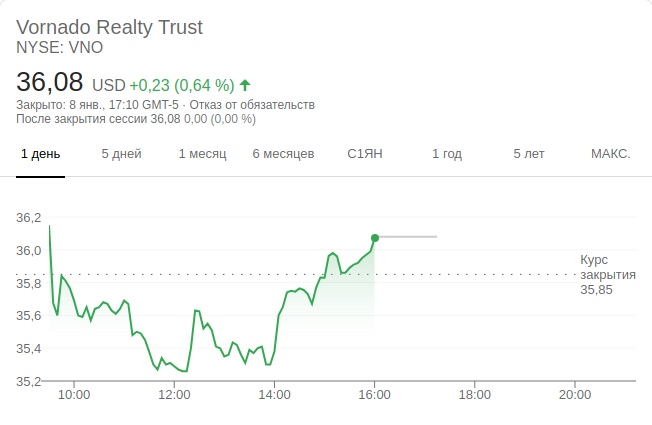 Vornado Realty Trust
NYSE: VNO
36,08 USD +0,23 (0,64 %)
Закрыто: 8 янв., 17:10 GMT-5 · Отказ от обязательств
После закрытия сессии 36,08 0,00 (0,00 %)
1 день 5 дней 1 месяц 6 месяцев С1ЯН 1 год 5 лет МАКС.
36,2
36,0
35,8
35,6
35,4
35,2
Курс
закрытия
35,85
10:00 12:00 14:00 16:00 18:00 20:00